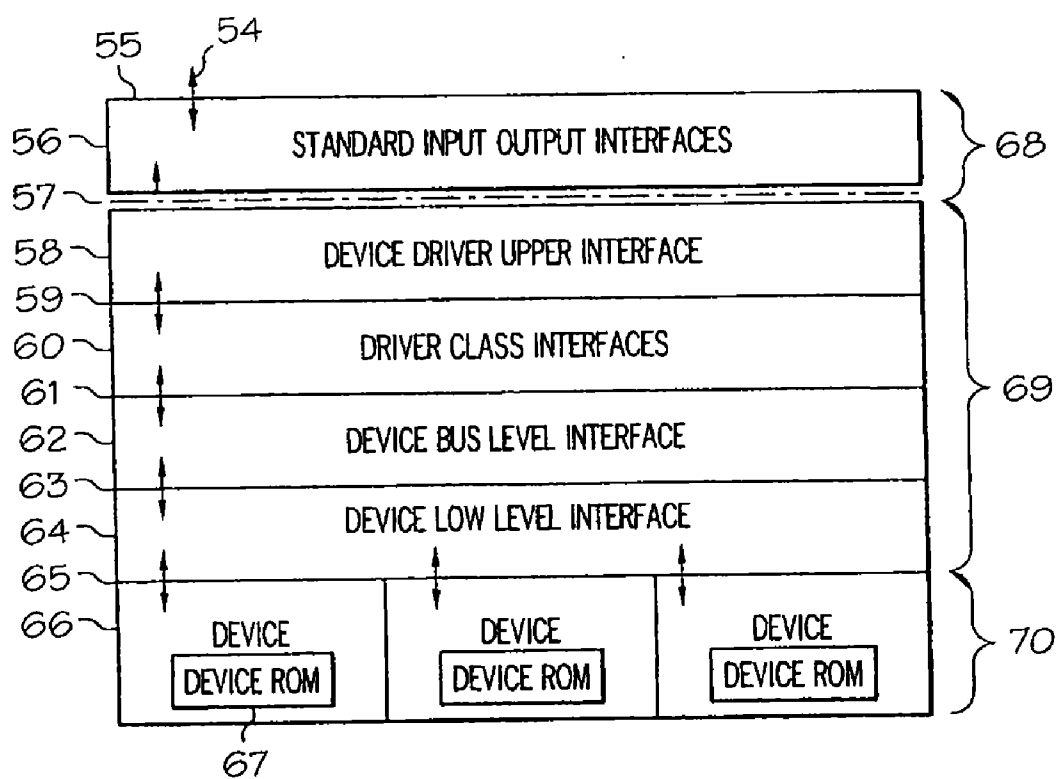 54
55
56 STANDARD INPUT OUTPUT INTERFACES 68
57
58 DEVICE DRIVER UPPER INTERFACE
59
60 DRIVER CLASS INTERFACES
61 69
62 DEVICE BUS LEVEL INTERFACE
63
64 DEVICE LOW LEVEL INTERFACE
65
66 DEVICE DEVICE DEVICE 70
DEVICE ROM DEVICE ROM DEVICE ROM
67